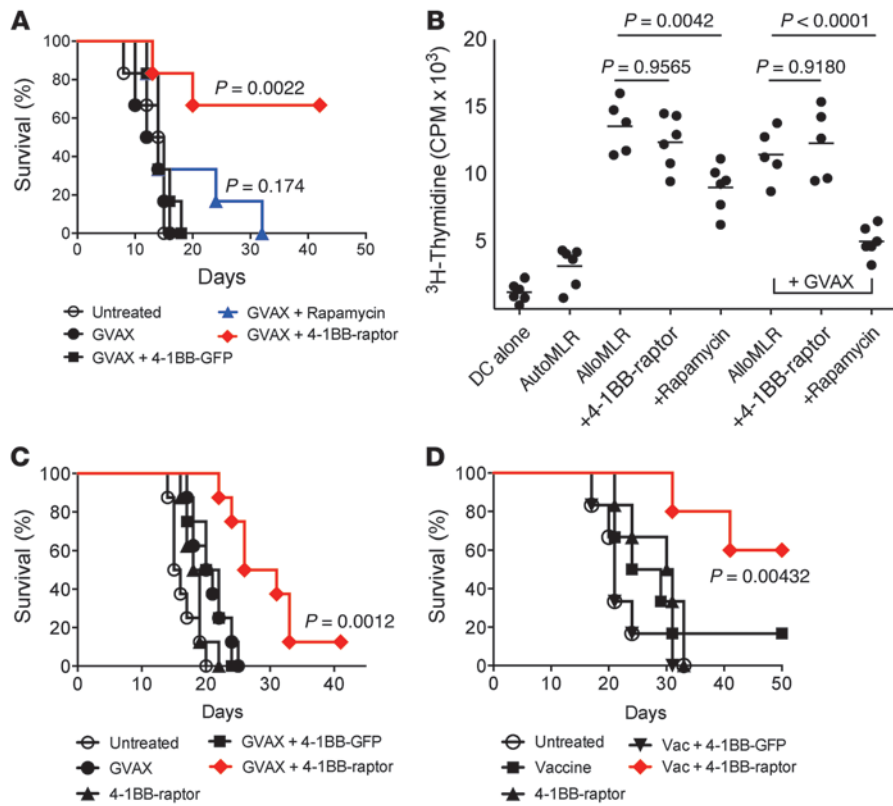 A
Survival (%)
100
80
60
40
20
0
P = 0.0022
P = 0.174
0 10 20 30 40 50
Days
Untreated
GVAX
GVAX + 4-1BB-GFP
GVAX + Rapamycin
GVAX + 4-1BB-raptor
B
³H-Thymidine (CPM x 10³)
20
15
10
5
P = 0.0042
P < 0.0001
P = 0.9565
P = 0.9180
+ GVAX
DC alone
AutoMLR
AlloMLR
+4-1BB-raptor
+Rapamycin
AlloMLR
+4-1BB-raptor
+Rapamycin
C
Survival (%)
100
80
60
40
20
0
P = 0.0012
0 10 20 30 40
Days
Untreated
GVAX
4-1BB-raptor
GVAX + 4-1BB-GFP
GVAX + 4-1BB-raptor
D
Survival (%)
100
80
60
40
20
0
P = 0.00432
0 10 20 30 40 50
Days
Untreated
Vaccine
4-1BB-raptor
Vac + 4-1BB-GFP
Vac + 4-1BB-raptor